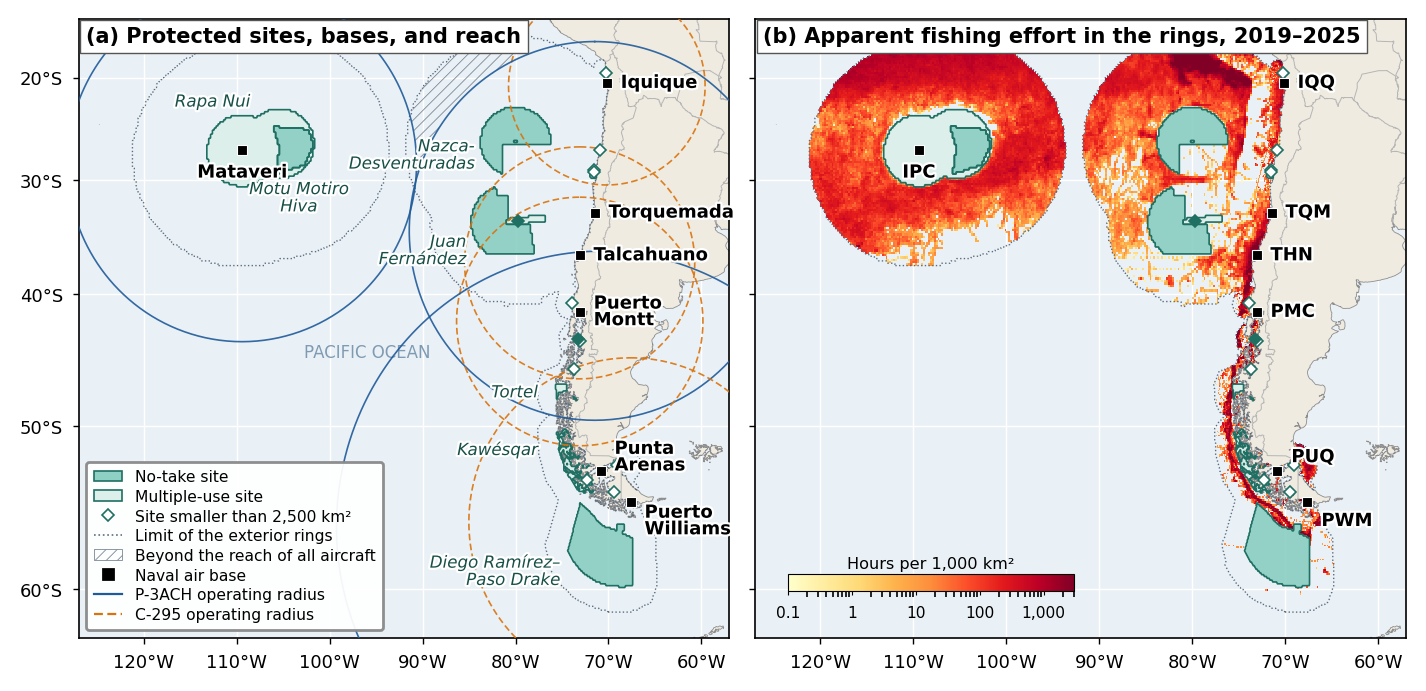 (a) Protected sites, bases, and reach
20°S
30°S
40°S
50°S
60°S
120°W
110°W
100°W
90°W
80°W
70°W
60°W
Rapa Nui
Mataveri
Motu Motiro
Hiva
Nazca-
Desventuradas
Juan
Fernández
Iquique
Torquemada
Talcahuano
Puerto
Montt
PACIFIC OCEAN
Tortel
Kawésqar
Punta
Arenas
Puerto
Williams
Diego Ramírez–
Paso Drake
No-take site
Multiple-use site
Site smaller than 2,500 km²
Limit of the exterior rings
Beyond the reach of all aircraft
Naval air base
P-3ACH operating radius
C-295 operating radius
(b) Apparent fishing effort in the rings, 2019–2025
IPC
IQQ
TQM
THN
PMC
PUQ
PWM
Hours per 1,000 km²
0.1
1
10
100
1,000
120°W
110°W
100°W
90°W
80°W
70°W
60°W